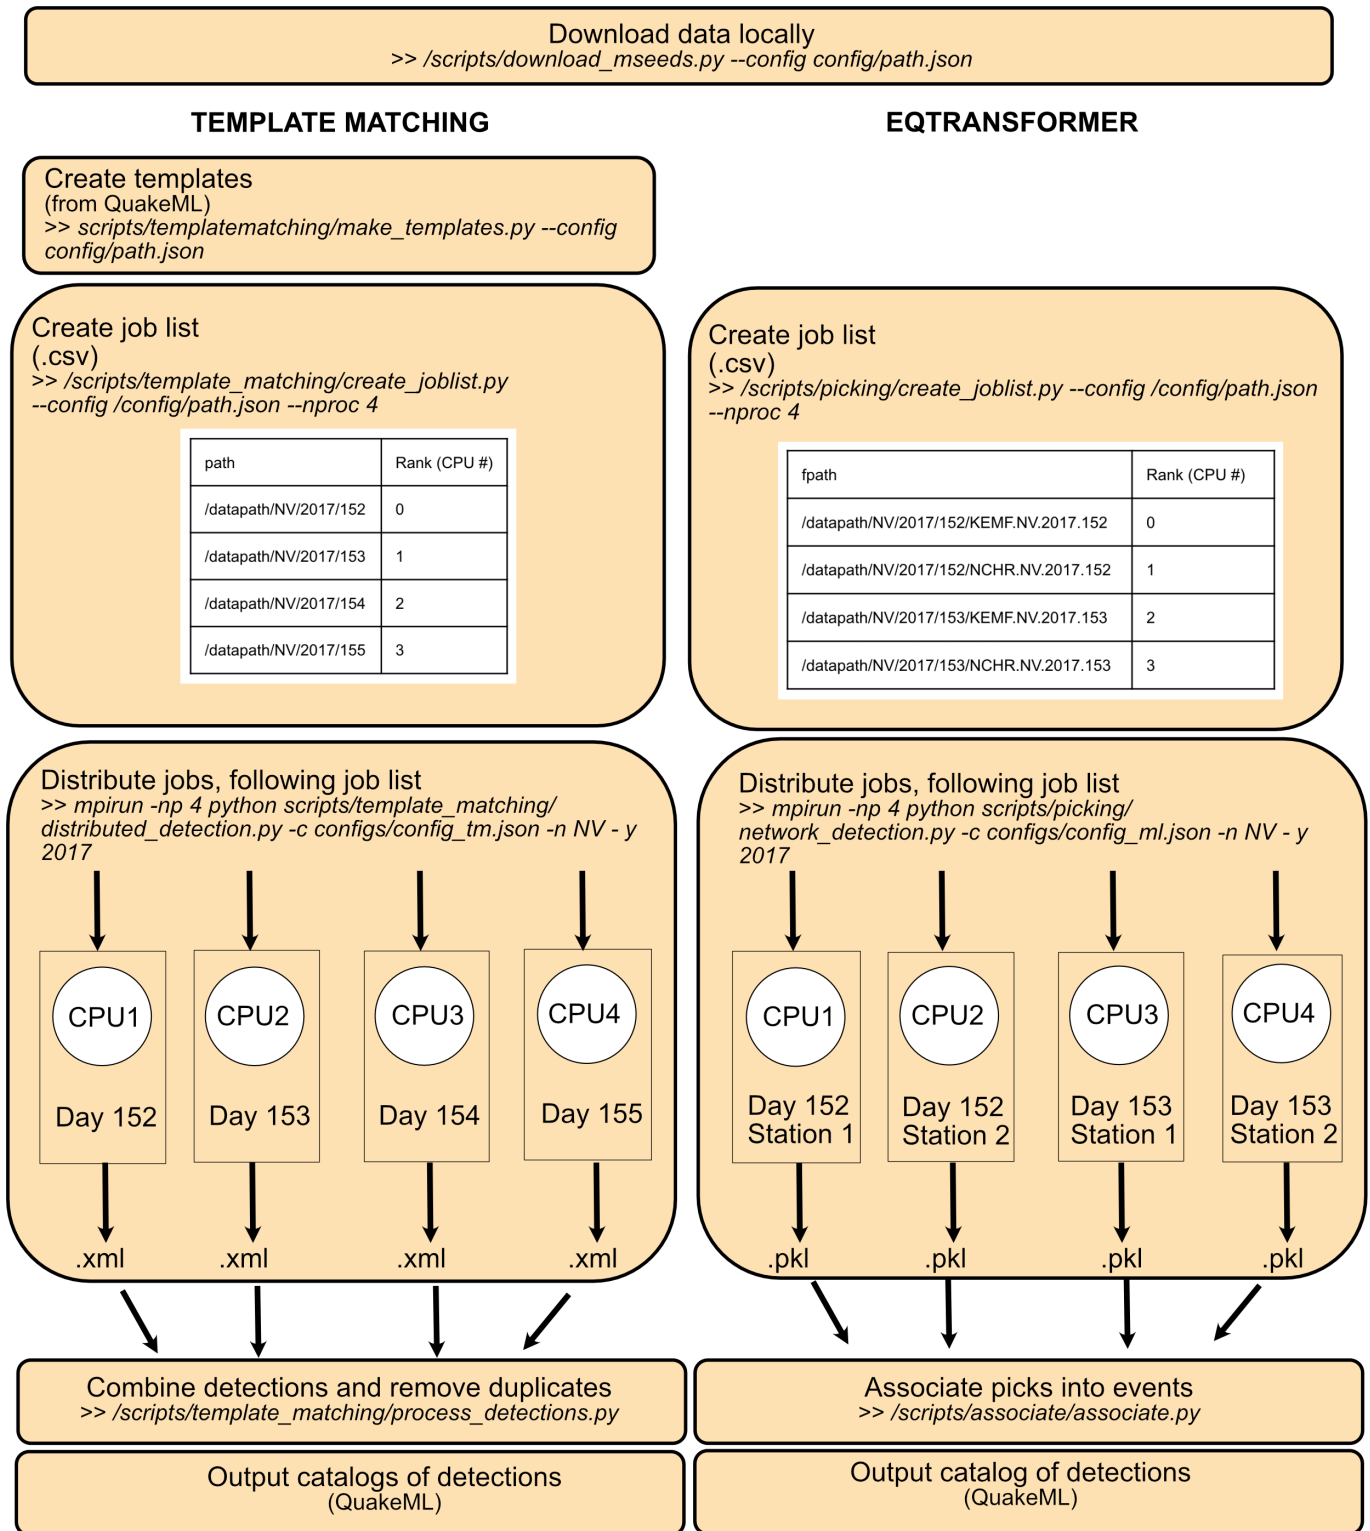 Download data locally
>> /scripts/download_mseeds.py --config config/path.json
TEMPLATE MATCHING
Create templates
(from QuakeML)
>> scripts/templatematching/make_templates.py --config
config/path.json
Create job list
(.csv)
>> /scripts/template_matching/create_joblist.py
--config /config/path.json --nproc 4
path Rank (CPU #)
/datapath/NV/2017/152 0
/datapath/NV/2017/153 1
/datapath/NV/2017/154 2
/datapath/NV/2017/155 3
Distribute jobs, following job list
>> mpirun -np 4 python scripts/template_matching/
distributed_detection.py -c configs/config_tm.json -n NV - y
2017
CPU1 CPU2 CPU3 CPU4
Day 152 Day 153 Day 154 Day 155
.xml .xml .xml .xml
Combine detections and remove duplicates
>> /scripts/template_matching/process_detections.py
Output catalogs of detections
(QuakeML)
EQTRANSFORMER
Create job list
(.csv)
>> /scripts/picking/create_joblist.py --config /config/path.json
--nproc 4
fpath Rank (CPU #)
/datapath/NV/2017/152/KEMF.NV.2017.152 0
/datapath/NV/2017/152/NCHR.NV.2017.152 1
/datapath/NV/2017/153/KEMF.NV.2017.153 2
/datapath/NV/2017/153/NCHR.NV.2017.153 3
Distribute jobs, following job list
>> mpirun -np 4 python scripts/picking/
network_detection.py -c configs/config_ml.json -n NV - y
2017
CPU1 CPU2 CPU3 CPU4
Day 152 Day 152 Day 153 Day 153
Station 1 Station 2 Station 1 Station 2
.pkl .pkl .pkl .pkl
Associate picks into events
>> /scripts/associate/associate.py
Output catalog of detections
(QuakeML)